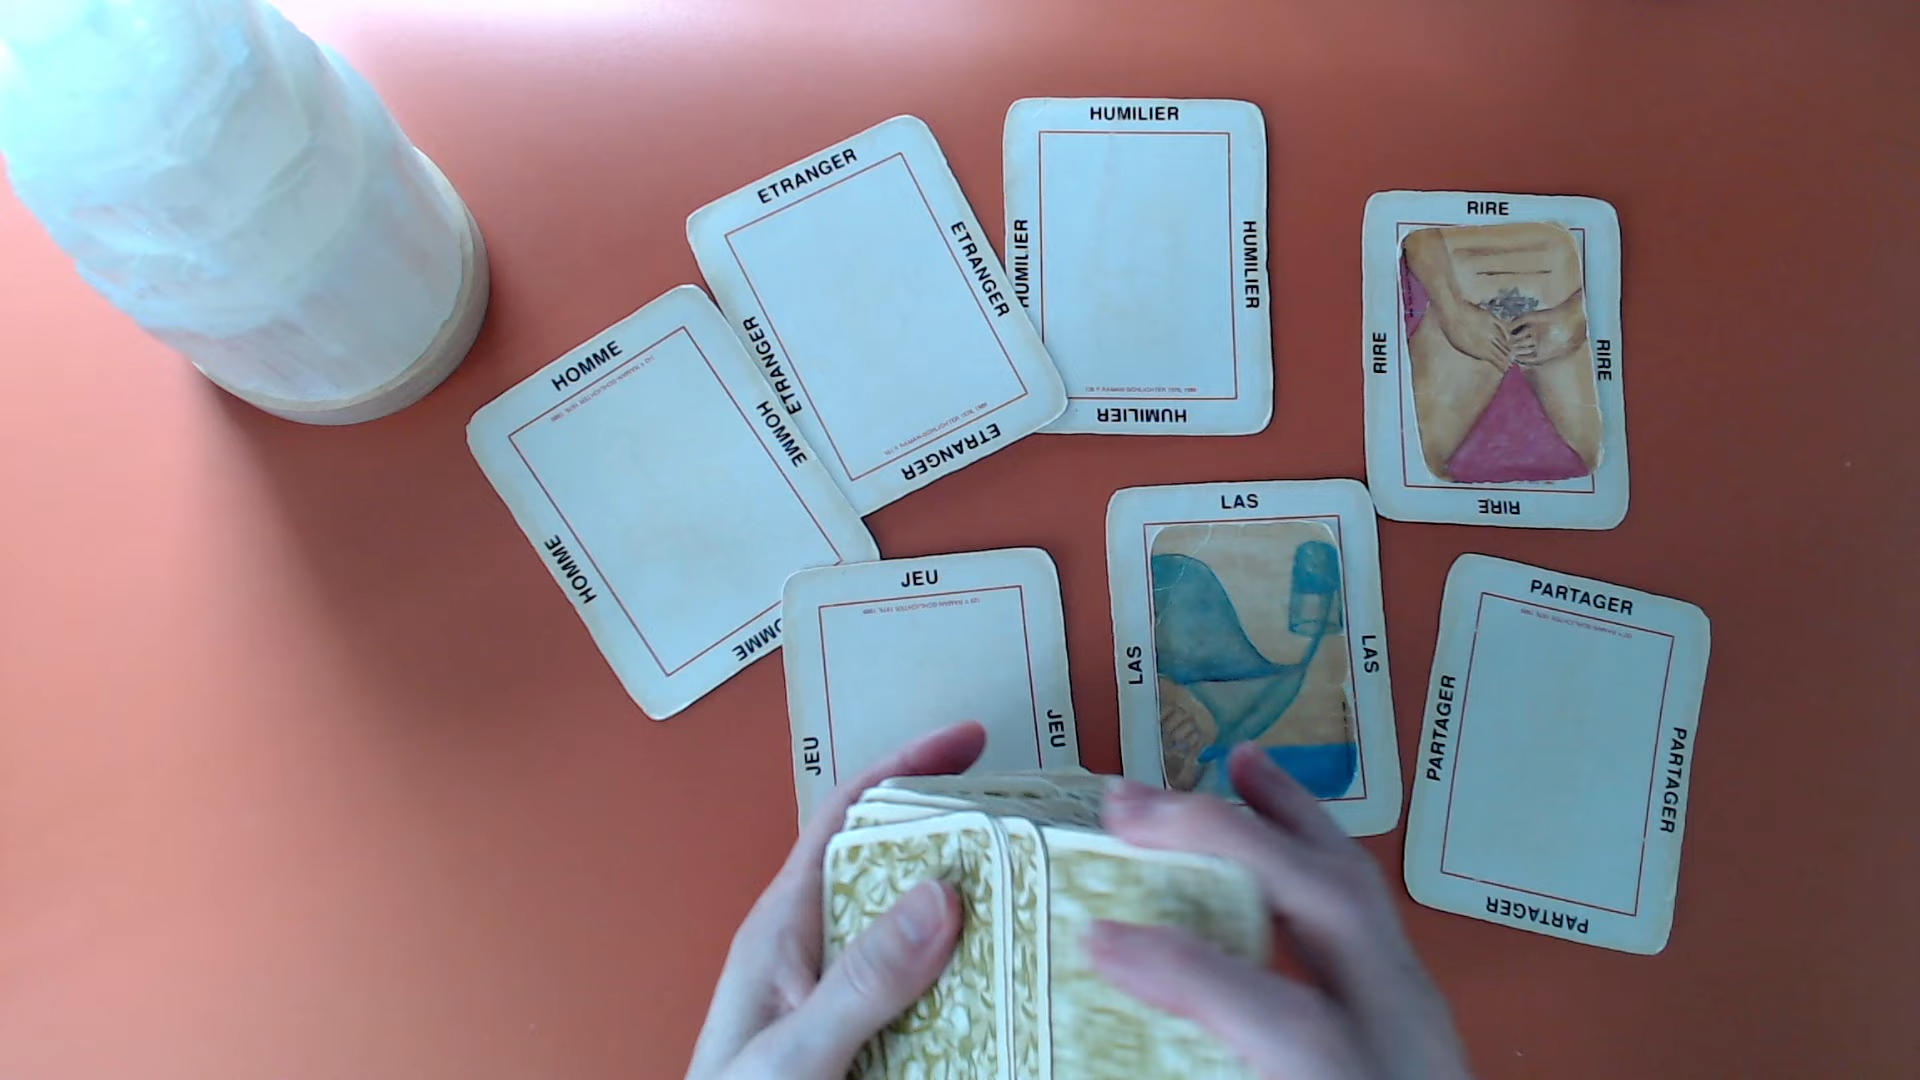 HUMILIER
HUMILIER
HUMILIER
HUMILIER
ETRANGER
ETRANGER
ETRANGER
ETRANGER
HOMME
HOMME
HOMME
OMME
RIRE
RIRE
RIRE
RIRE
LAS
LAS
LAS
JEU
JEU
JEU
PARTAGER
PARTAGER
PARTAGER
PARTAGER